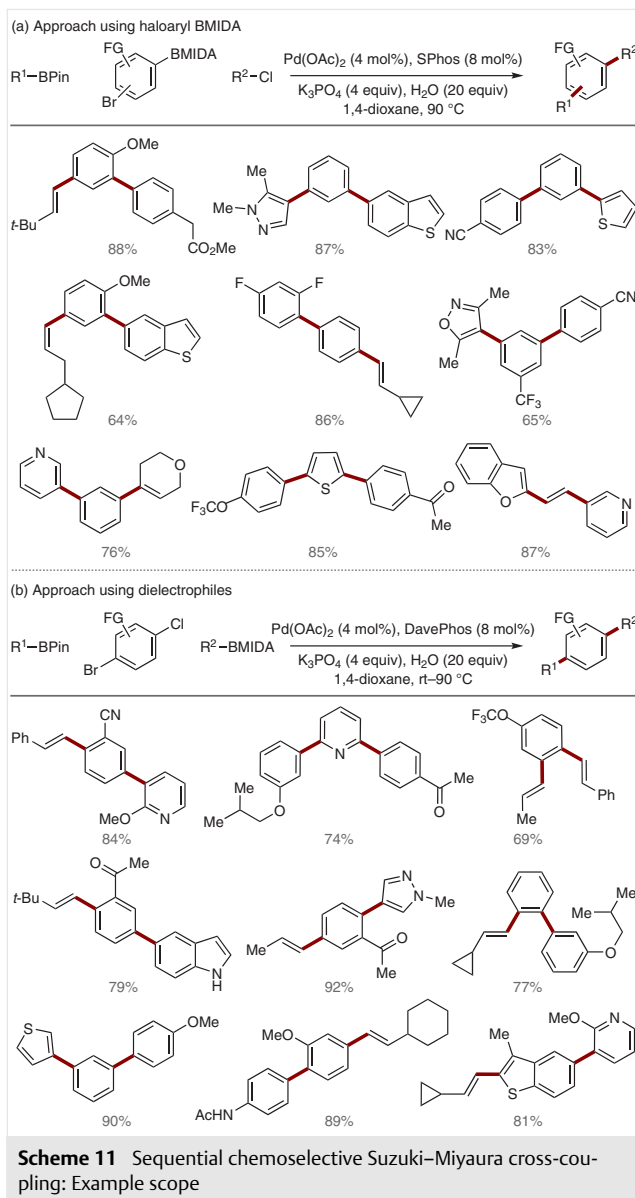 (a) Approach using haloaryl BMIDA
R¹–BPin
FG
BMIDA
Br
R²–Cl
Pd(OAc)₂ (4 mol%), SPhos (8 mol%)
K₃PO₄ (4 equiv), H₂O (20 equiv)
1,4-dioxane, 90 °C
FG
R²
R¹
OMe
t-Bu
CO₂Me
88%
Me
Me
N
N
S
87%
NC
S
83%
OMe
S
64%
F
F
86%
N
O
Me
Me
CN
CF₃
65%
N
O
76%
F₃CO
S
O
Me
85%
O
N
87%
(b) Approach using dielectrophiles
R¹–BPin
FG
Cl
Br
R²–BMIDA
Pd(OAc)₂ (4 mol%), DavePhos (8 mol%)
K₃PO₄ (4 equiv), H₂O (20 equiv)
1,4-dioxane, rt–90 °C
FG
R²
R¹
CN
Ph
MeO
N
84%
N
Me
Me
O
Me
O
74%
F₃CO
Me
Ph
69%
O
Me
t-Bu
N
H
79%
N
N
Me
Me
O
Me
92%
Me
Me
O
77%
S
OMe
90%
MeO
AcHN
89%
MeO
N
Me
S
81%
Scheme 11 Sequential chemoselective Suzuki–Miyaura cross-cou-
pling: Example scope